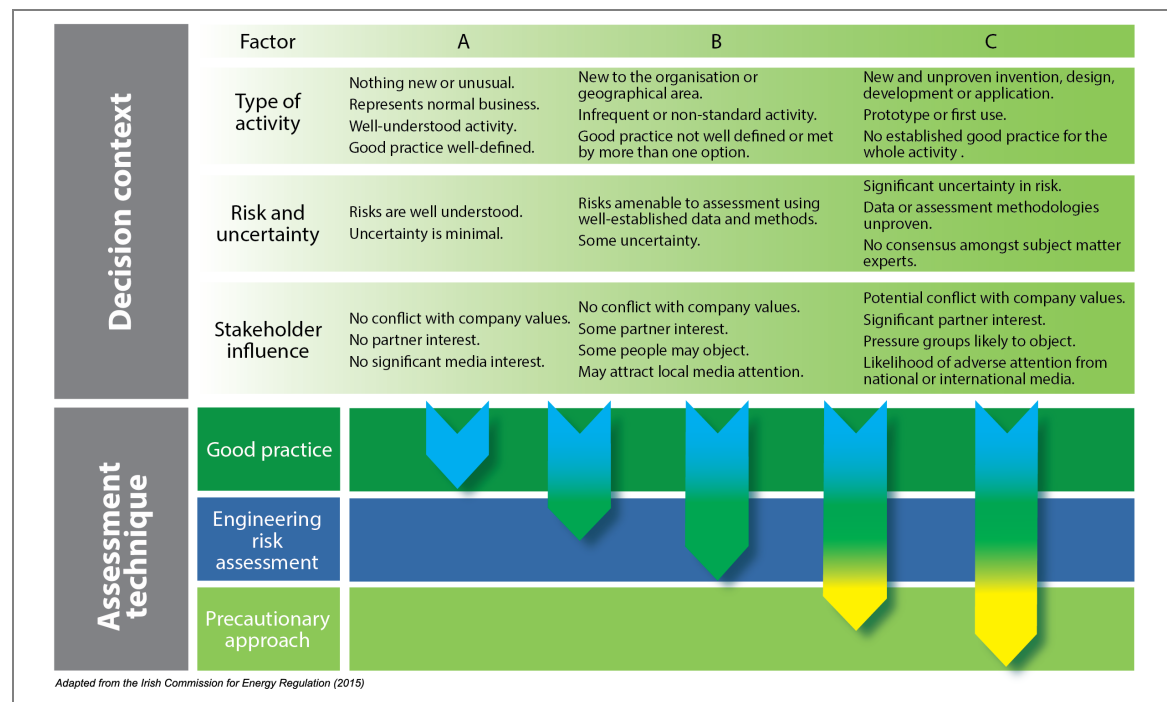 Decision context
Factor
A
B
C
Type of
activity
Nothing new or unusual.
Represents normal business.
Well-understood activity.
Good practice well-defined.
New to the organisation or
geographical area.
Infrequent or non-standard activity.
Good practice not well defined or met
by more than one option.
New and unproven invention, design,
development or application.
Prototype or first use.
No established good practice for the
whole activity .
Risk and
uncertainty
Risks are well understood.
Uncertainty is minimal.
Risks amenable to assessment using
well-established data and methods.
Some uncertainty.
Significant uncertainty in risk.
Data or assessment methodologies
unproven.
No consensus amongst subject matter
experts.
Stakeholder
influence
No conflict with company values.
No partner interest.
No significant media interest.
No conflict with company values.
Some partner interest.
Some people may object.
May attract local media attention.
Potential conflict with company values.
Significant partner interest.
Pressure groups likely to object.
Likelihood of adverse attention from
national or international media.
Assessment
technique
Good practice
Engineering
risk
assessment
Precautionary
approach
Adapted from the Irish Commission for Energy Regulation (2015)